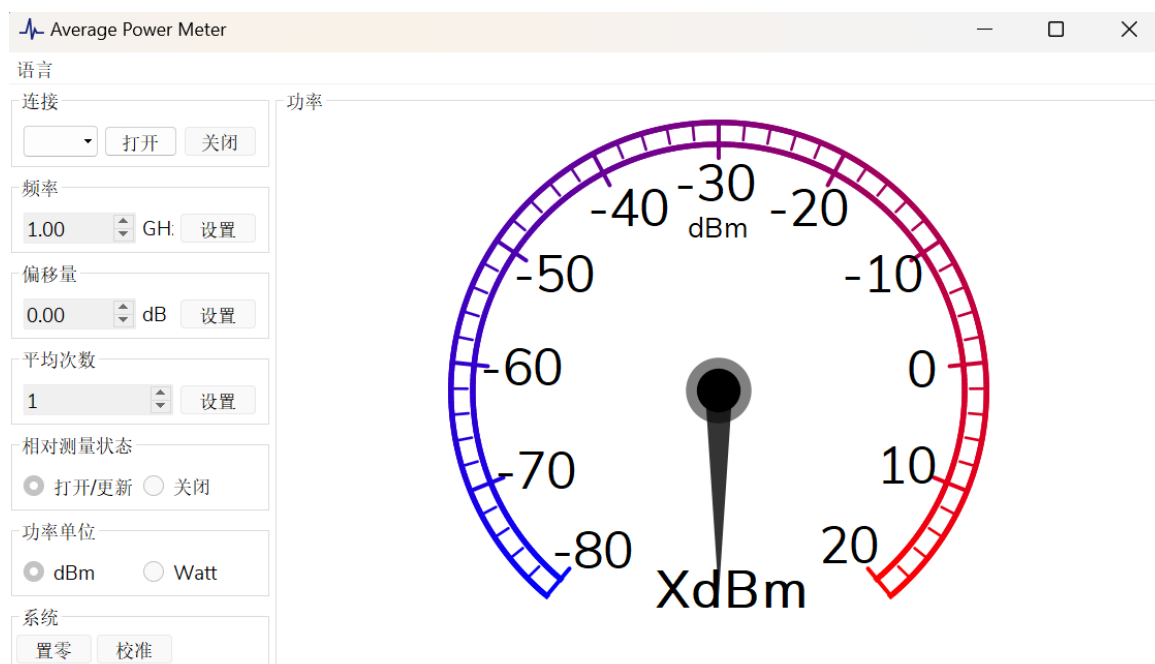 Average Power Meter
语言
连接
打开 关闭
频率
1.00 GH: 设置
偏移量
0.00 dB 设置
平均次数
1 设置
相对测量状态
打开/更新 关闭
功率单位
dBm Watt
系统
置零 校准
功率
-30
-40 -20
dBm
-50 -10
-60 0
-70 10
-80 20
XdBm